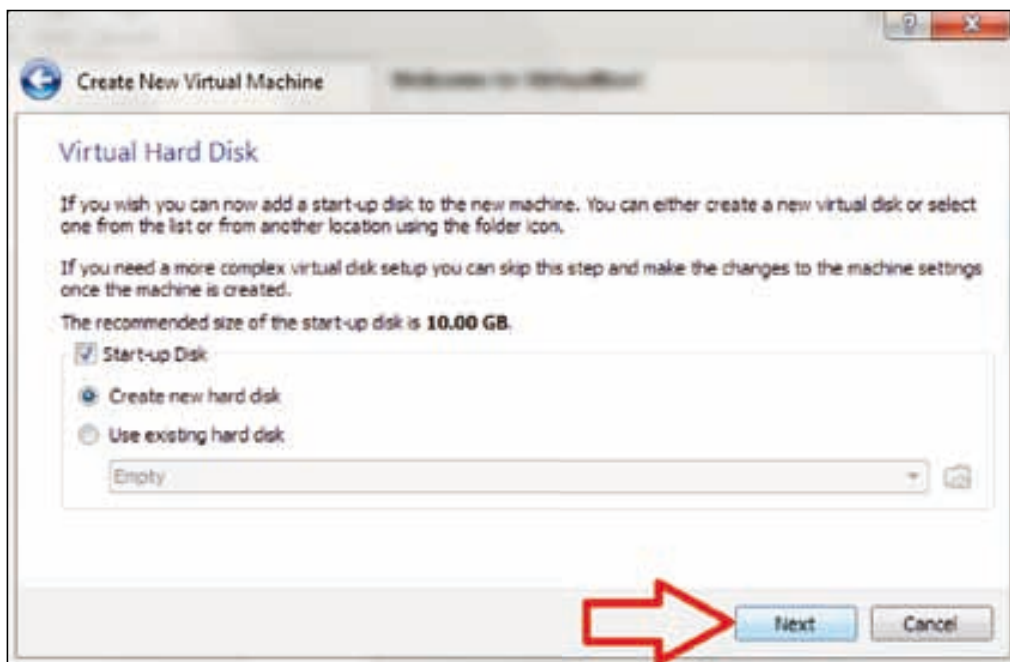 Create New Virtual Machine
Welcome to VirtualBox!
Virtual Hard Disk
If you wish you can now add a start-up disk to the new machine. You can either create a new virtual disk or select
one from the list or from another location using the folder icon.
If you need a more complex virtual disk setup you can skip this step and make the changes to the machine settings
once the machine is created.
The recommended size of the start-up disk is 10.00 GB.
Start-up Disk
Create new hard disk
Use existing hard disk
Empty
Next
Cancel